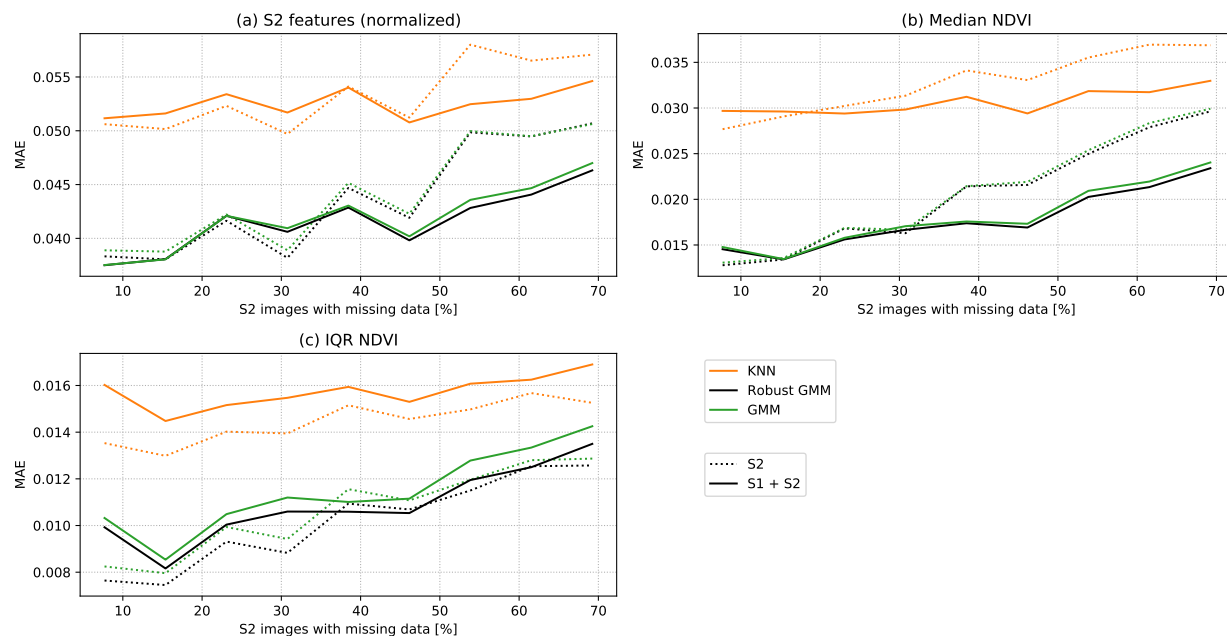 (a) S2 features (normalized)
MAE
0.055
0.050
0.045
0.040
10 20 30 40 50 60 70
S2 images with missing data [%]
(b) Median NDVI
MAE
0.035
0.030
0.025
0.020
0.015
10 20 30 40 50 60 70
S2 images with missing data [%]
(c) IQR NDVI
MAE
0.016
0.014
0.012
0.010
0.008
10 20 30 40 50 60 70
S2 images with missing data [%]
KNN
Robust GMM
GMM
S2
S1 + S2